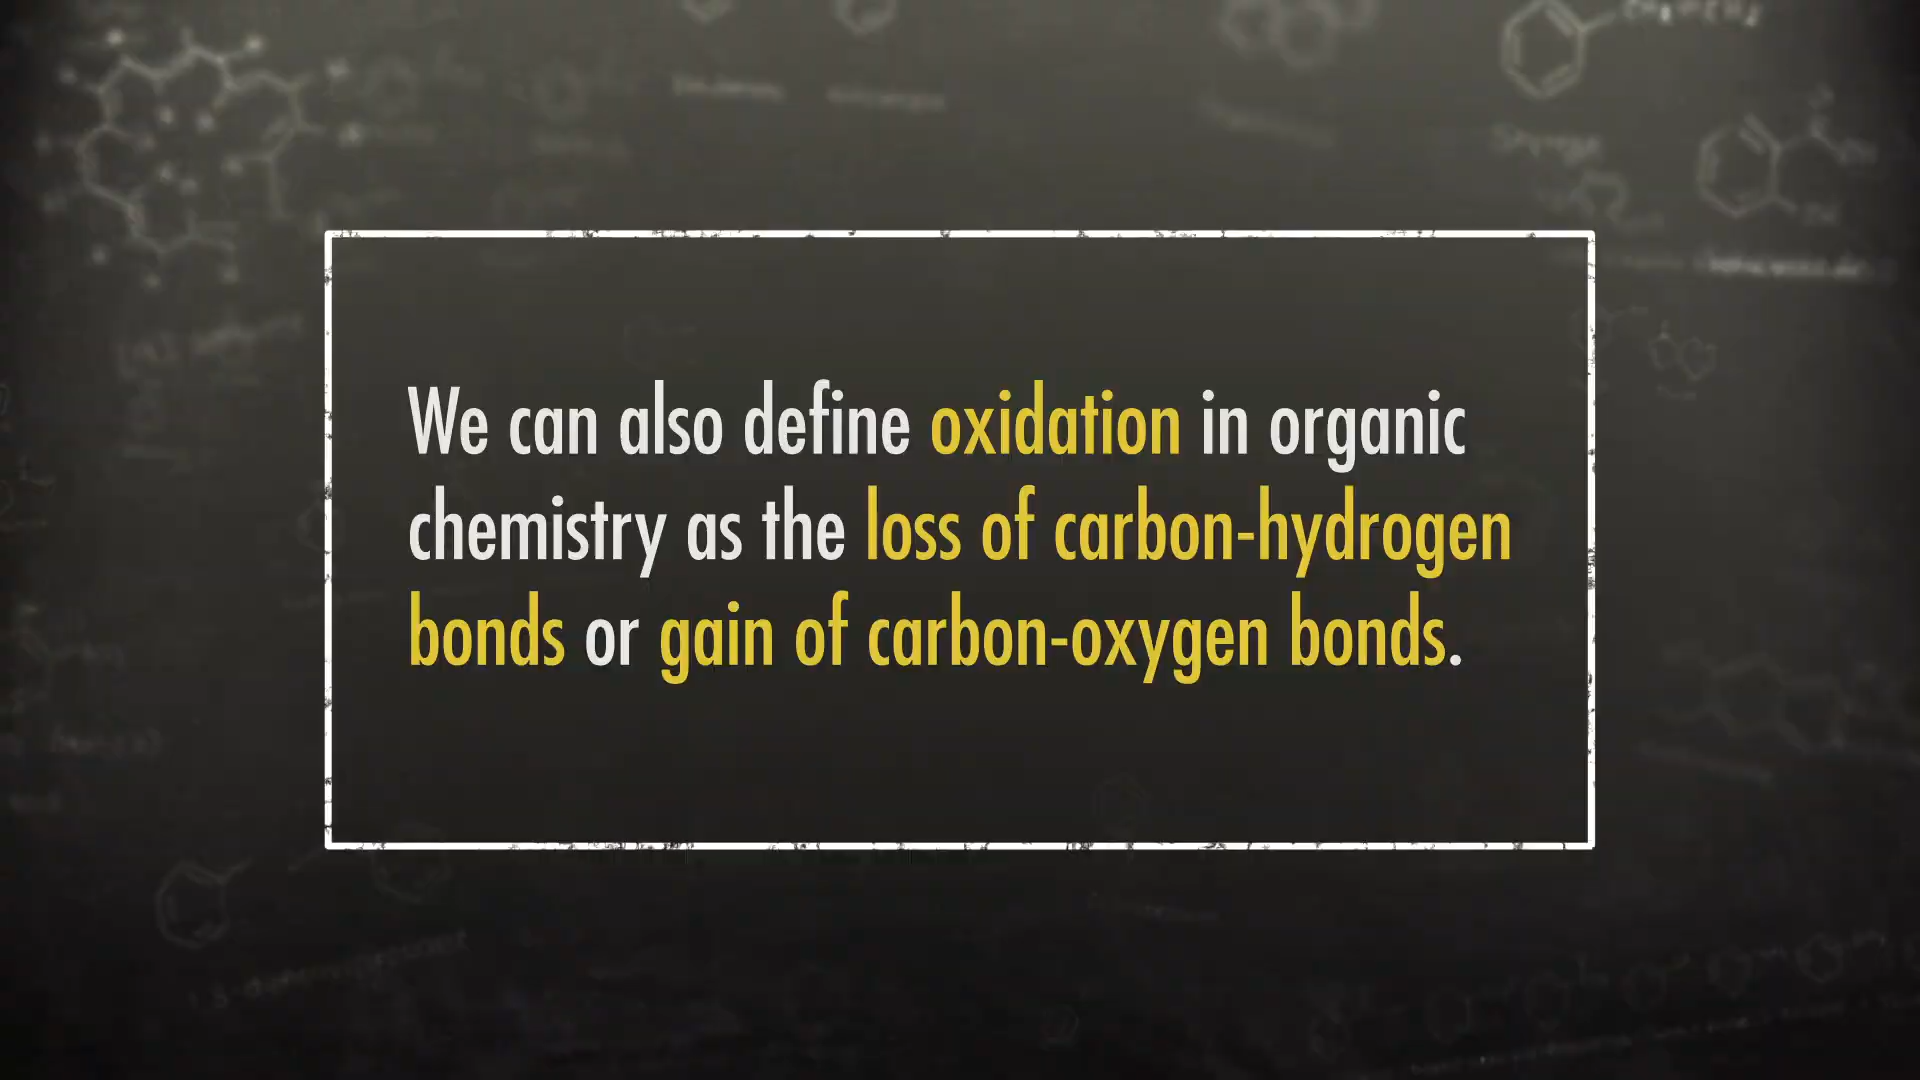 We can also define oxidation in organic
chemistry as the loss of carbon-hydrogen
bonds or gain of carbon-oxygen bonds.